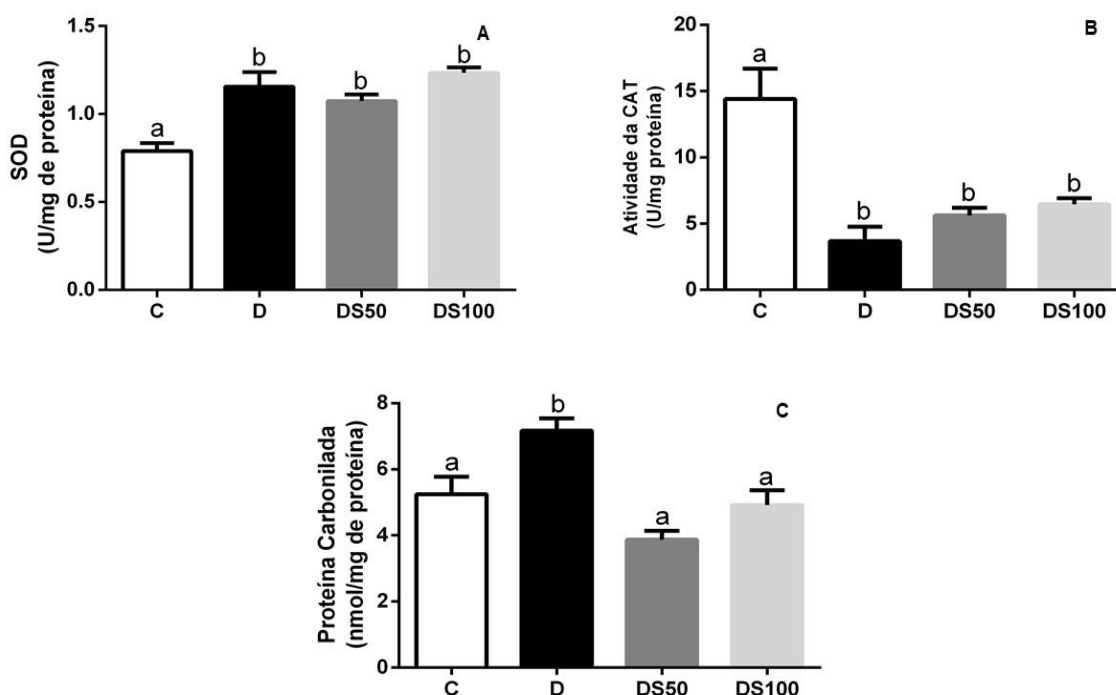 A
SOD
(U/mg de proteína)
1.5
1.0
0.5
0.0
a
b
b
b
C D DS50 DS100
B
Atividade da CAT
(U/mg proteína)
20
15
10
5
0
a
b
b
b
C D DS50 DS100
C
Proteína Carbonilada
(nmol/mg de proteína)
8
6
4
2
0
a
b
a
a
C D DS50 DS100